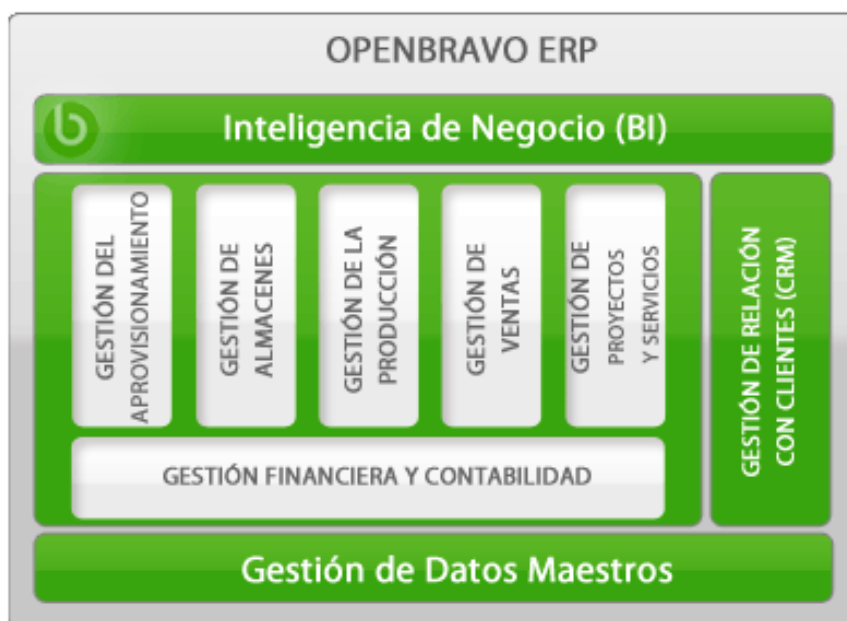 OPENBRAVO ERP
b
Inteligencia de Negocio (BI)
GESTIÓN DEL
APROVISIONAMIENTO
GESTIÓN DE
ALMACENES
GESTIÓN DE LA
PRODUCCIÓN
GESTIÓN DE
VENTAS
GESTIÓN DE
PROYECTOS
Y SERVICIOS
GESTIÓN DE RELACIÓN
CON CLIENTES (CRM)
GESTIÓN FINANCIERA Y CONTABILIDAD
Gestión de Datos Maestros